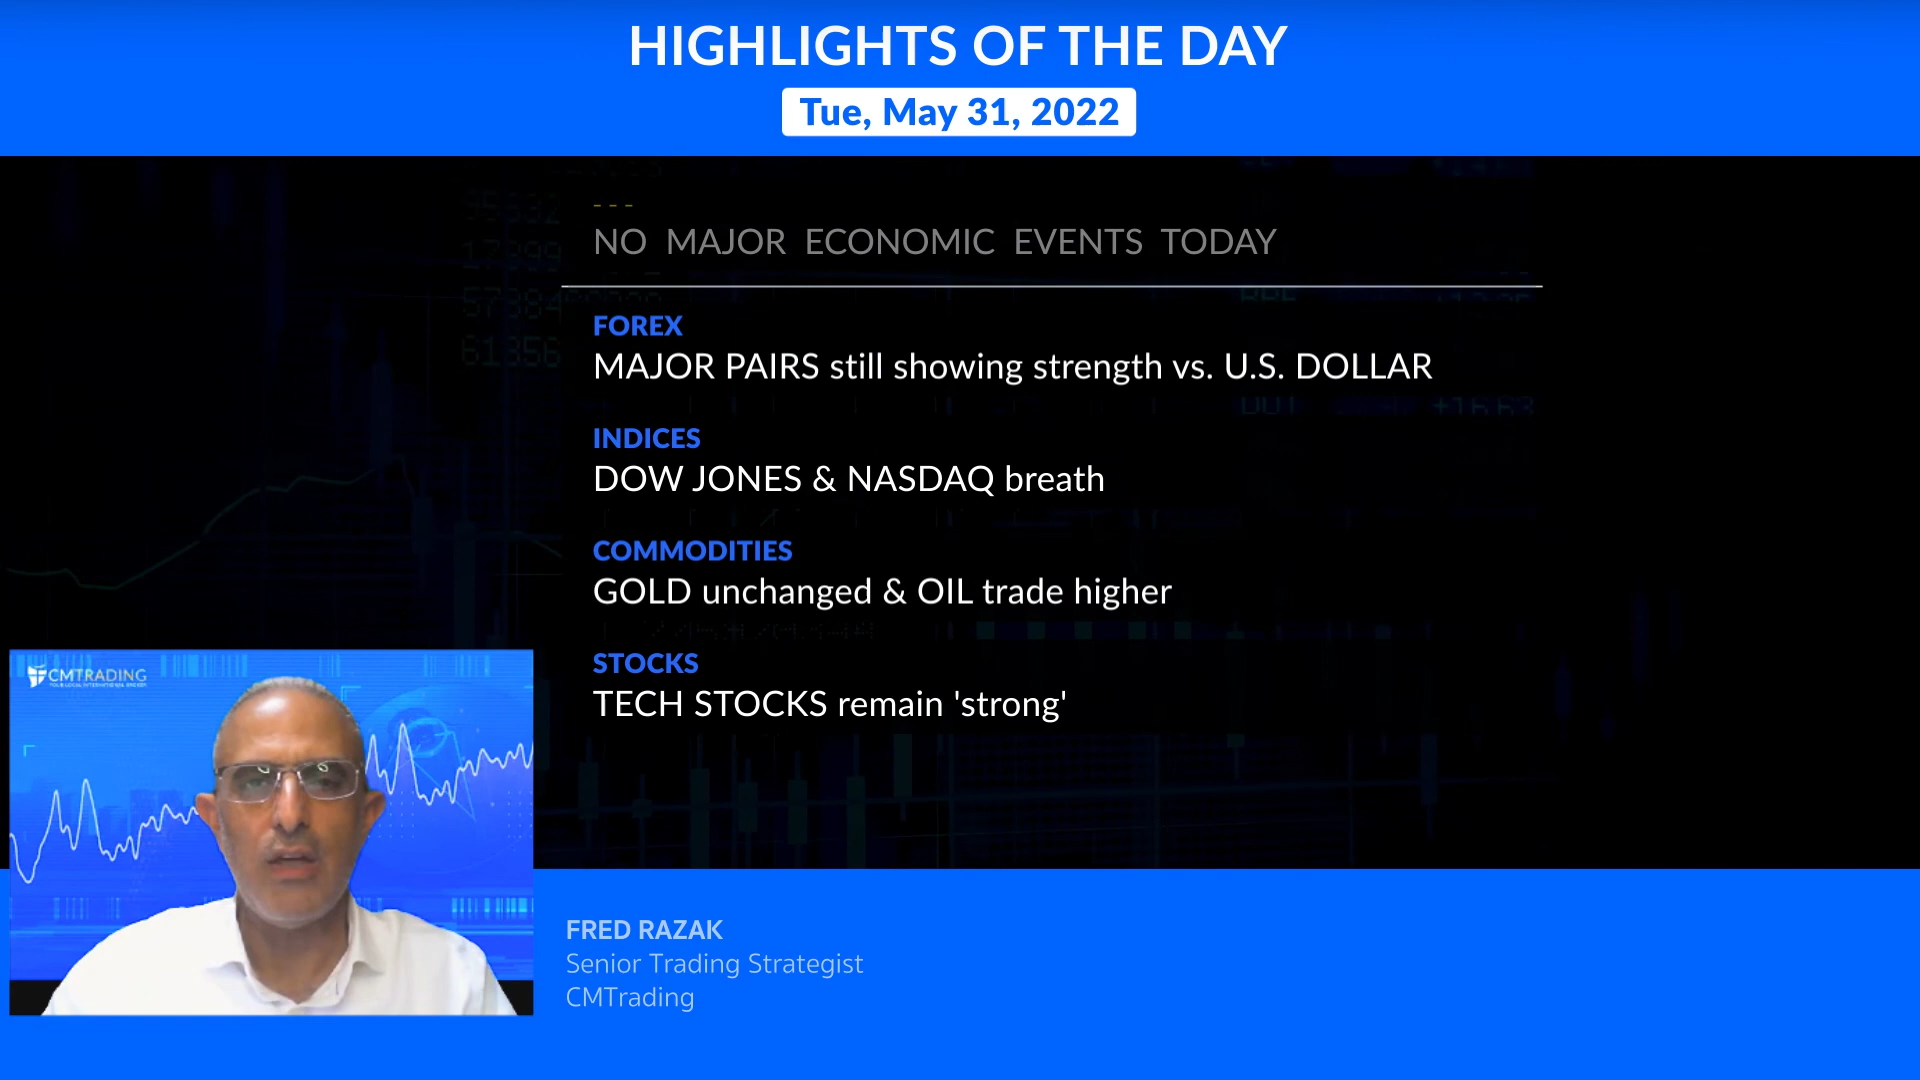 HIGHLIGHTS OF THE DAY
Tue, May 31, 2022
---
NO MAJOR ECONOMIC EVENTS TODAY
FOREX
MAJOR PAIRS still showing strength vs. U.S. DOLLAR
INDICES
DOW JONES & NASDAQ breath
COMMODITIES
GOLD unchanged & OIL trade higher
STOCKS
TECH STOCKS remain 'strong'
CMTRADING
FRED RAZAK
Senior Trading Strategist
CMTrading